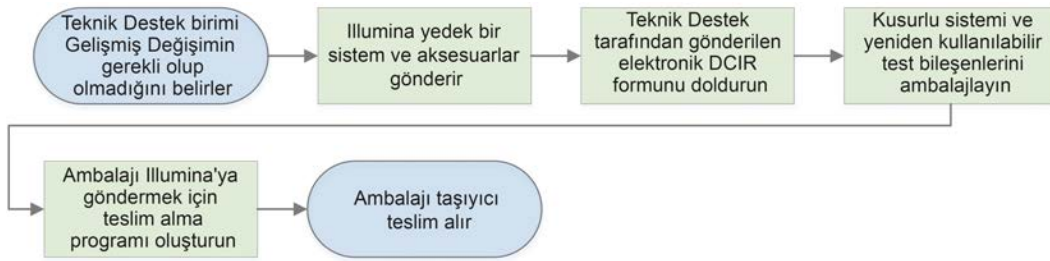 Teknik Destek birimi
Gelişmiş Değişimin
gerekli olup
olmadığını belirler
Illumina yedek bir
sistem ve aksesuarlar
gönderir
Teknik Destek
tarafından gönderilen
elektronik DCIR
formunu doldurun
Kusurlu sistemi ve
yeniden kullanılabilir
test bileşenlerini
ambalajlayın
Ambalajı Illumina'ya
göndermek için
teslim alma
programı oluşturun
Ambalajı taşıyıcı
teslim alır